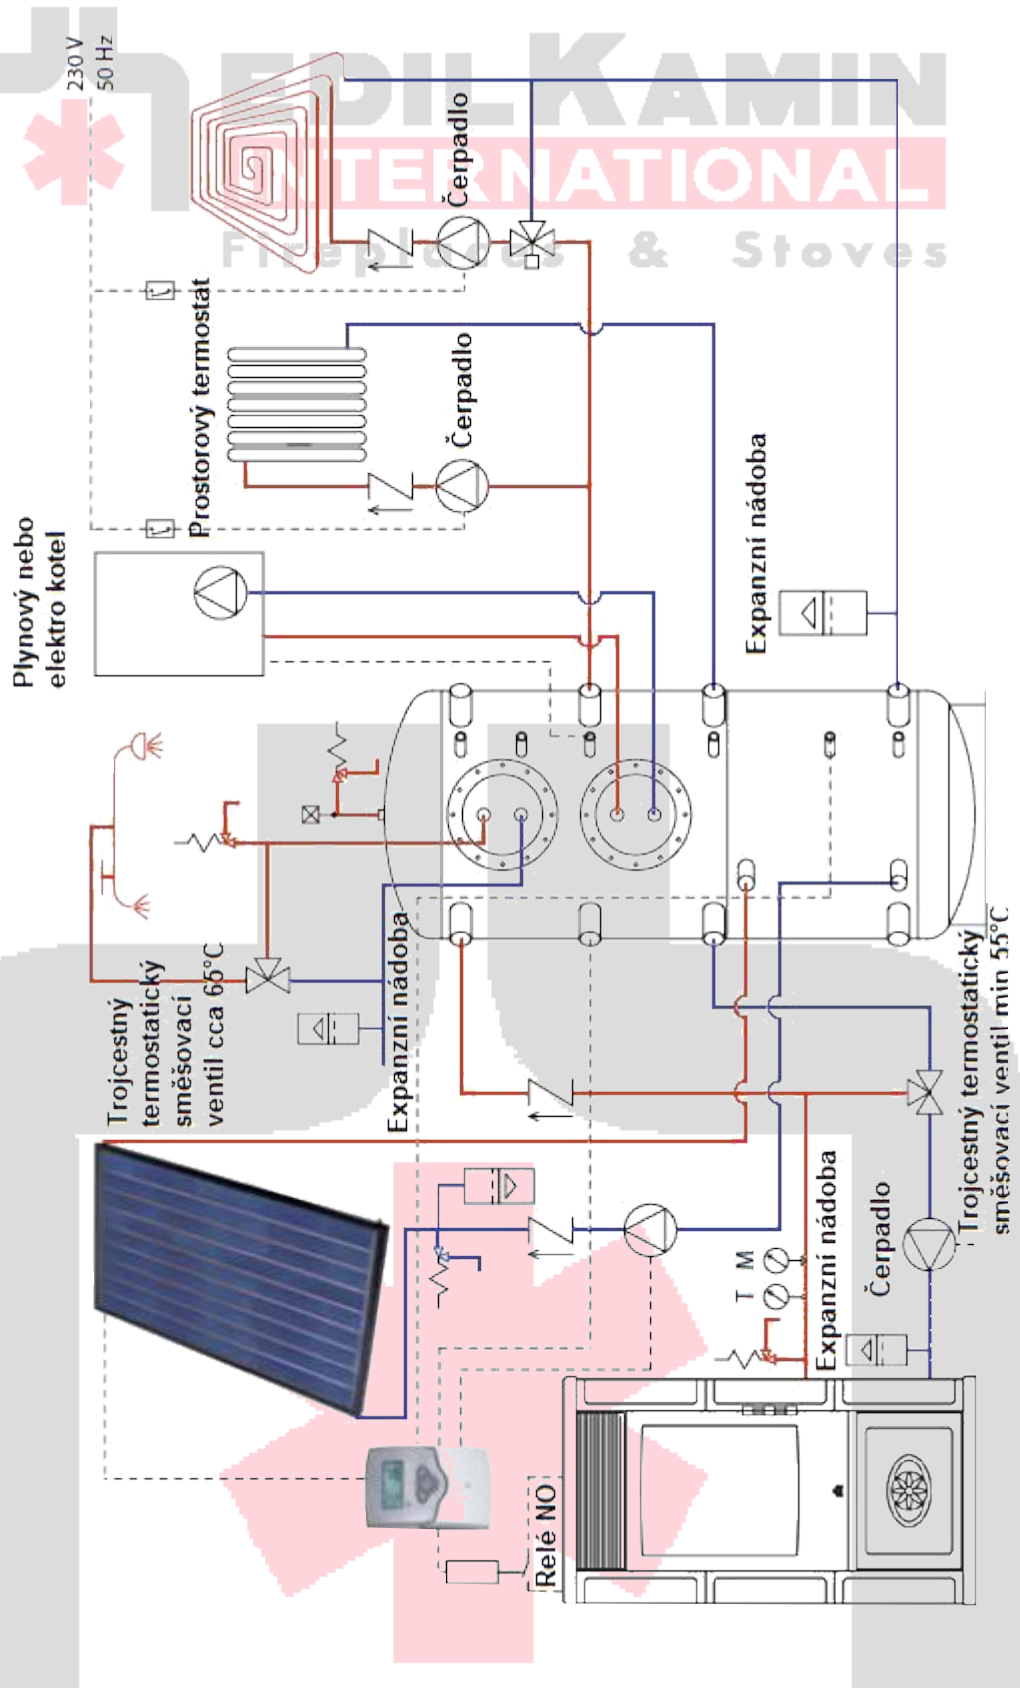 230 V
50 Hz
EDILKAMIN
INTERNATIONAL
Fireplaces & Stoves
Čerpadlo
Prostorový termostat
Čerpadlo
Plynový nebo
elektro kotel
Expanzní nádoba
Trojcestný
termostatický
směšovací
ventil cca 65°C
Expanzní nádoba
Trojcestný termostatický
směšovací ventil min 55°C
Expanzní nádoba
Čerpadlo
T M
Relé NO